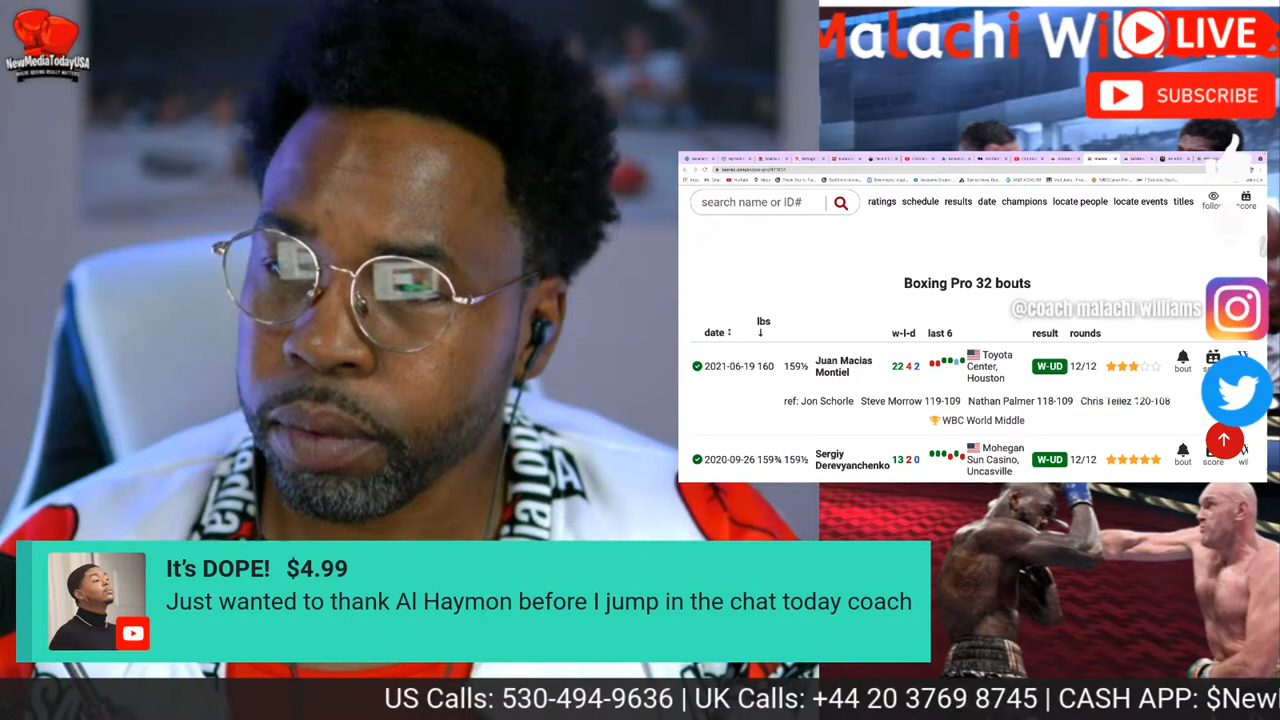 NewMediaTodayUSA
WHERE BOXING REALLY MATTERS
Malachi Wil
LIVE
SUBSCRIBE
search name or ID#
ratings schedule results date champions locate people locate events titles
score
Boxing Pro 32 bouts
@coach malachi williams
lbs
date w-l-d last 6 result rounds
2021-06-19 160 159½ Juan Macias Montiel 22 4 2 Toyota Center, Houston W-UD 12/12 bout
ref: Jon Schorle Steve Morrow 119-109 Nathan Palmer 118-109 Chris Tellez 120-108
WBC World Middle
2020-09-26 159¾ 159½ Sergiy Derevyanchenko 13 2 0 Mohegan Sun Casino, Uncasville W-UD 12/12 bout score wi
It's DOPE! $4.99
Just wanted to thank Al Haymon before I jump in the chat today coach
US Calls: 530-494-9636 | UK Calls: +44 20 3769 8745 | CASH APP: $New